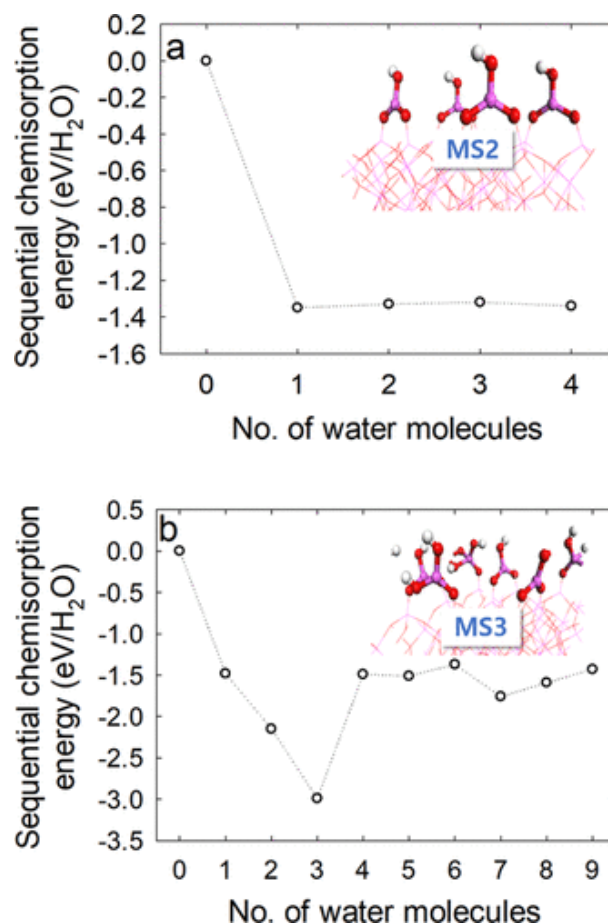 a
0.2
0.0
-0.2
-0.4
-0.6
-0.8
-1.0
-1.2
-1.4
-1.6
Sequential chemisorption
energy (eV/H₂O)
MS2
0 1 2 3 4
No. of water molecules
b
0.5
0.0
-0.5
-1.0
-1.5
-2.0
-2.5
-3.0
-3.5
Sequential chemisorption
energy (eV/H₂O)
MS3
0 1 2 3 4 5 6 7 8 9
No. of water molecules